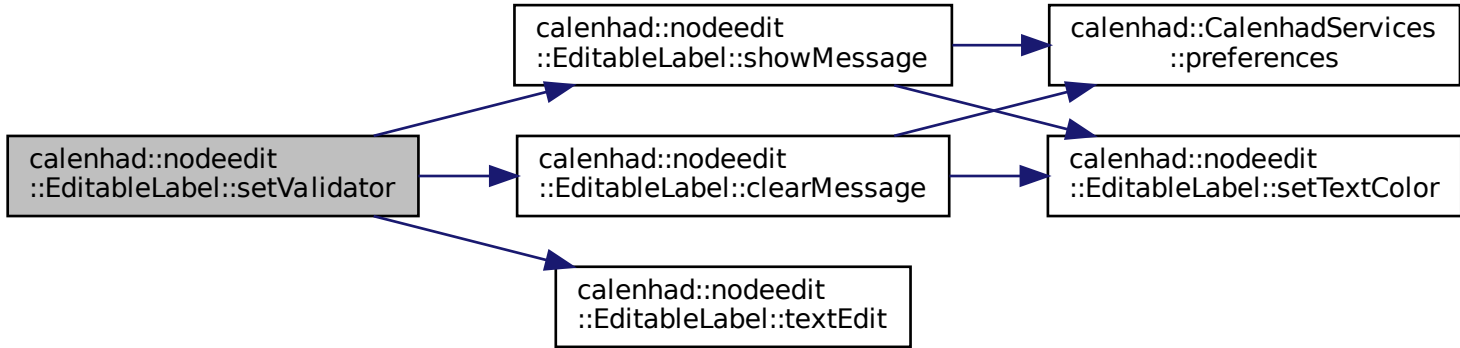 calenhad::nodeedit
::EditableLabel::setValidator
calenhad::nodeedit
::EditableLabel::showMessage
calenhad::nodeedit
::EditableLabel::clearMessage
calenhad::nodeedit
::EditableLabel::textEdit
calenhad::CalenhadServices
::preferences
calenhad::nodeedit
::EditableLabel::setTextColor